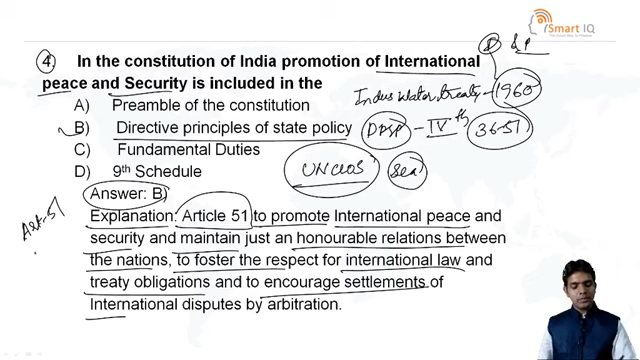 Smart IQ
④ In the constitution of India promotion of International
peace and Security is included in the
A) Preamble of the constitution
B) Directive principles of state policy
C) Fundamental Duties
D) 9th Schedule
Answer: B)
Explanation: Article 51 to promote International peace and
security and maintain just an honourable relations between
the nations, to foster the respect for international law and
treaty obligations and to encourage settlements of
International disputes by arbitration.
& P
Indus Water treaty - 1960
DPSP - IVth 36-51
UNCLOS Sea
Art-51